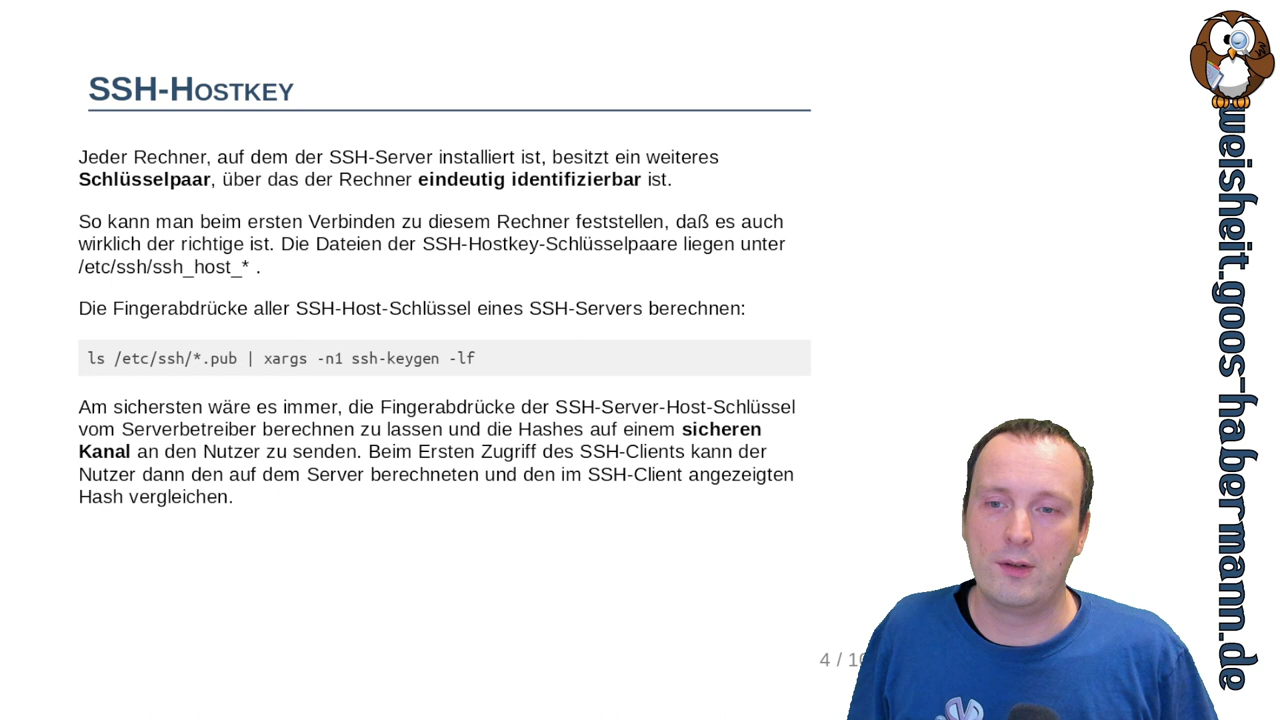 SSH-Hostkey
Jeder Rechner, auf dem der SSH-Server installiert ist, besitzt ein weiteres
Schlüsselpaar, über das der Rechner eindeutig identifizierbar ist.
So kann man beim ersten Verbinden zu diesem Rechner feststellen, daß es auch
wirklich der richtige ist. Die Dateien der SSH-Hostkey-Schlüsselpaare liegen unter
/etc/ssh/ssh_host_* .
Die Fingerabdrücke aller SSH-Host-Schlüssel eines SSH-Servers berechnen:
ls /etc/ssh/*.pub | xargs -n1 ssh-keygen -lf
Am sichersten wäre es immer, die Fingerabdrücke der SSH-Server-Host-Schlüssel
vom Serverbetreiber berechnen zu lassen und die Hashes auf einem sicheren
Kanal an den Nutzer zu senden. Beim Ersten Zugriff des SSH-Clients kann der
Nutzer dann den auf dem Server berechneten und den im SSH-Client angezeigten
Hash vergleichen.
4 /
weisheit.goos-habermann.de